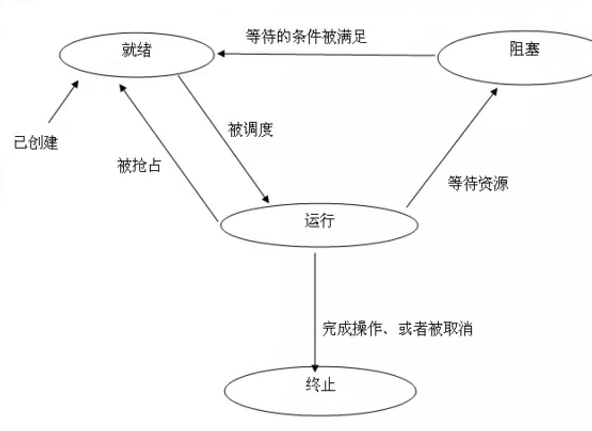 等待的条件被满足
就绪
阻塞
被调度
已创建
被抢占
等待资源
运行
完成操作、或者被取消
终止